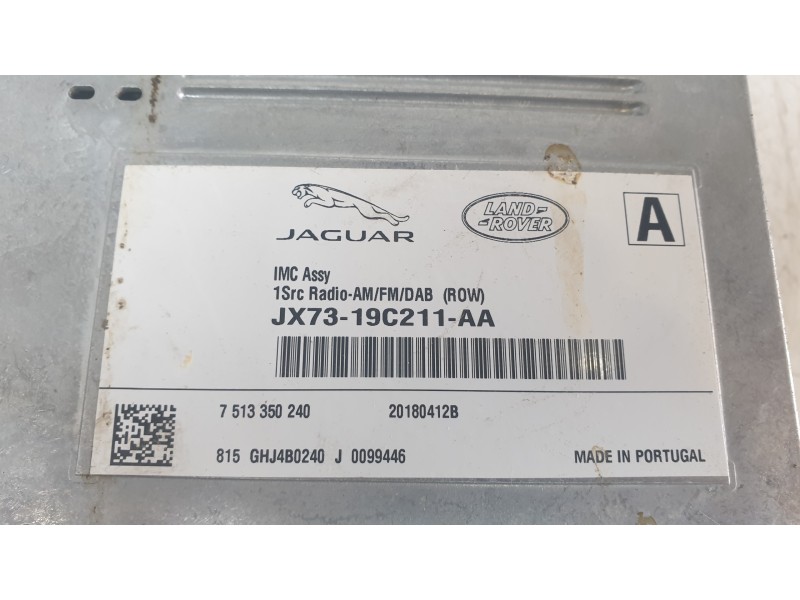 JAGUAR
LAND-
-ROVER
A
IMC Assy
1Src Radio-AM/FM/DAB (ROW)
JX73-19C211-AA
7 513 350 240 20180412B
815 GHJ4B0240 J 0099446 MADE IN PORTUGAL